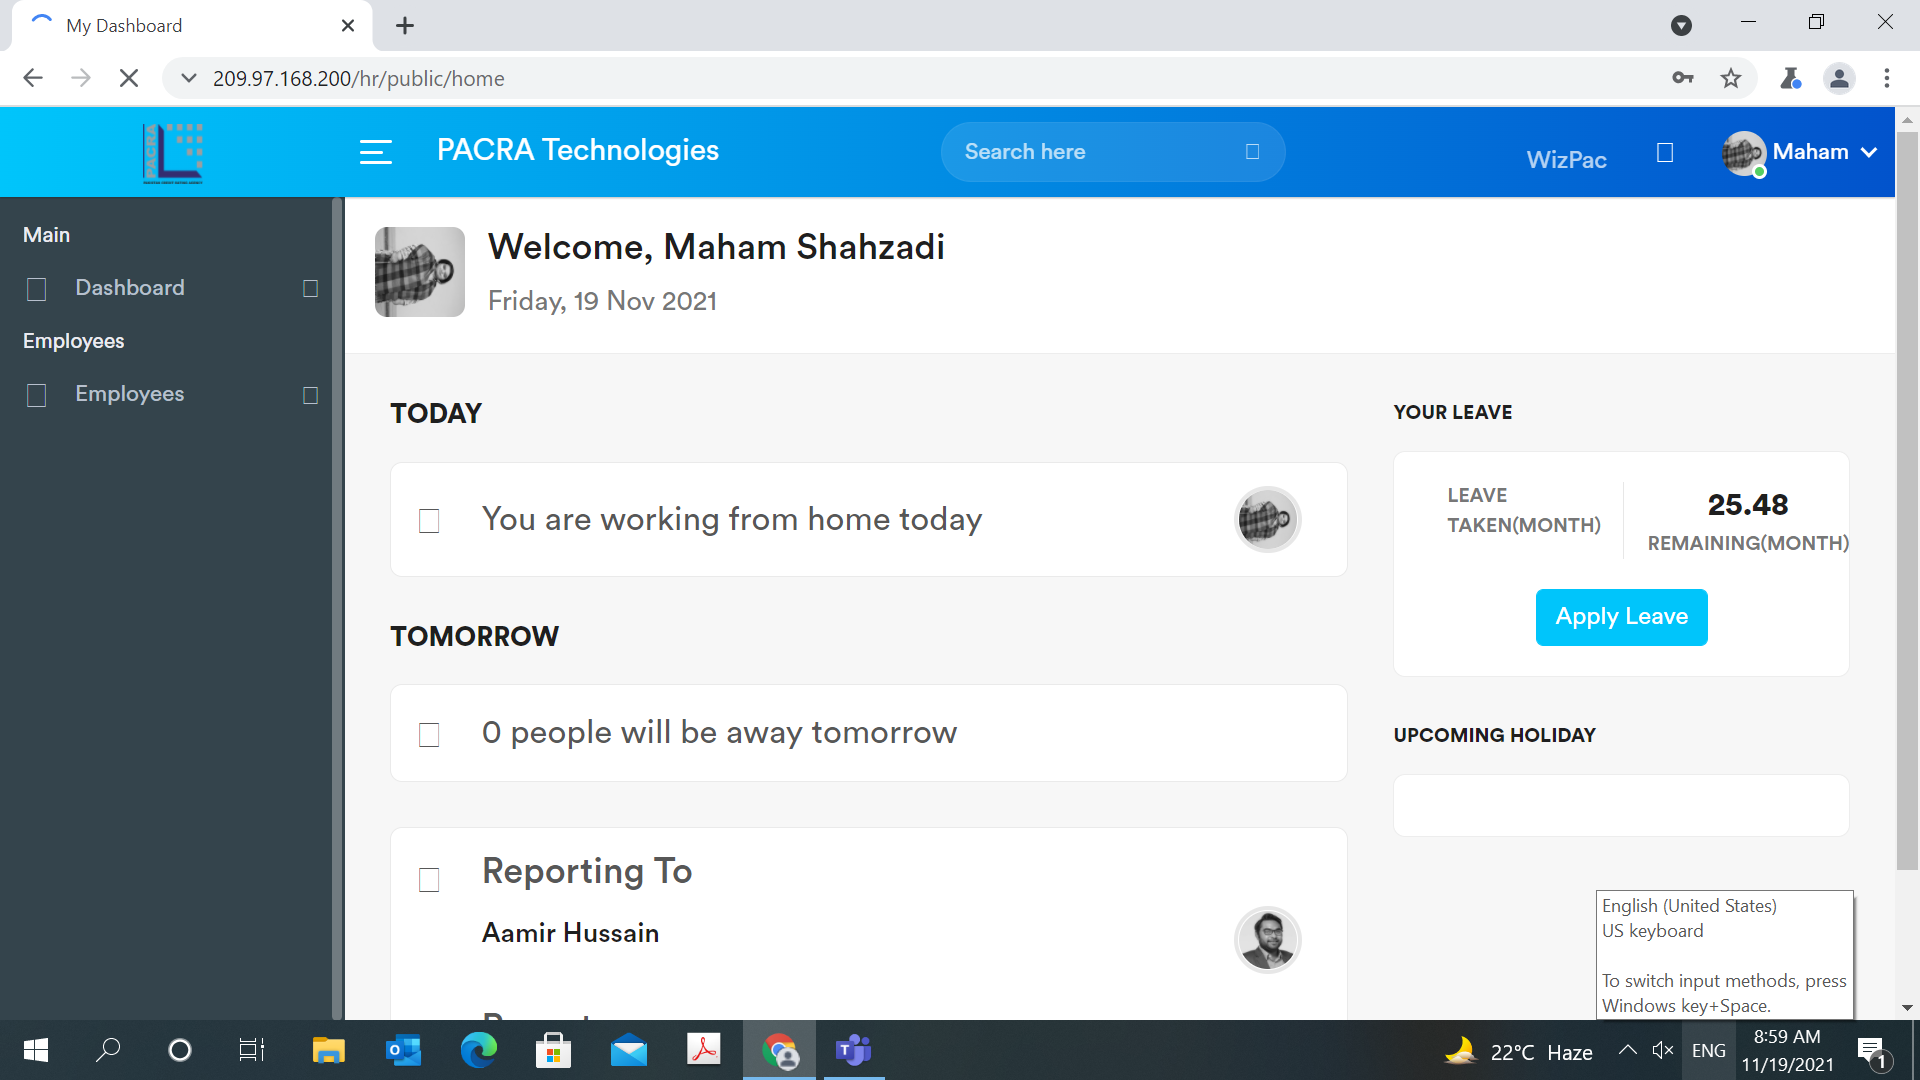 My Dashboard
209.97.168.200/hr/public/home
PACRA
PACRA Technologies
Search here
WizPac
Maham
Main
Dashboard
Employees
Employees
Welcome, Maham Shahzadi
Friday, 19 Nov 2021
TODAY
You are working from home today
TOMORROW
0 people will be away tomorrow
Reporting To
Aamir Hussain
YOUR LEAVE
LEAVE
TAKEN(MONTH)
25.48
REMAINING(MONTH)
Apply Leave
UPCOMING HOLIDAY
English (United States)
US keyboard
To switch input methods, press
Windows key+Space.
22°C Haze
ENG
8:59 AM
11/19/2021
1